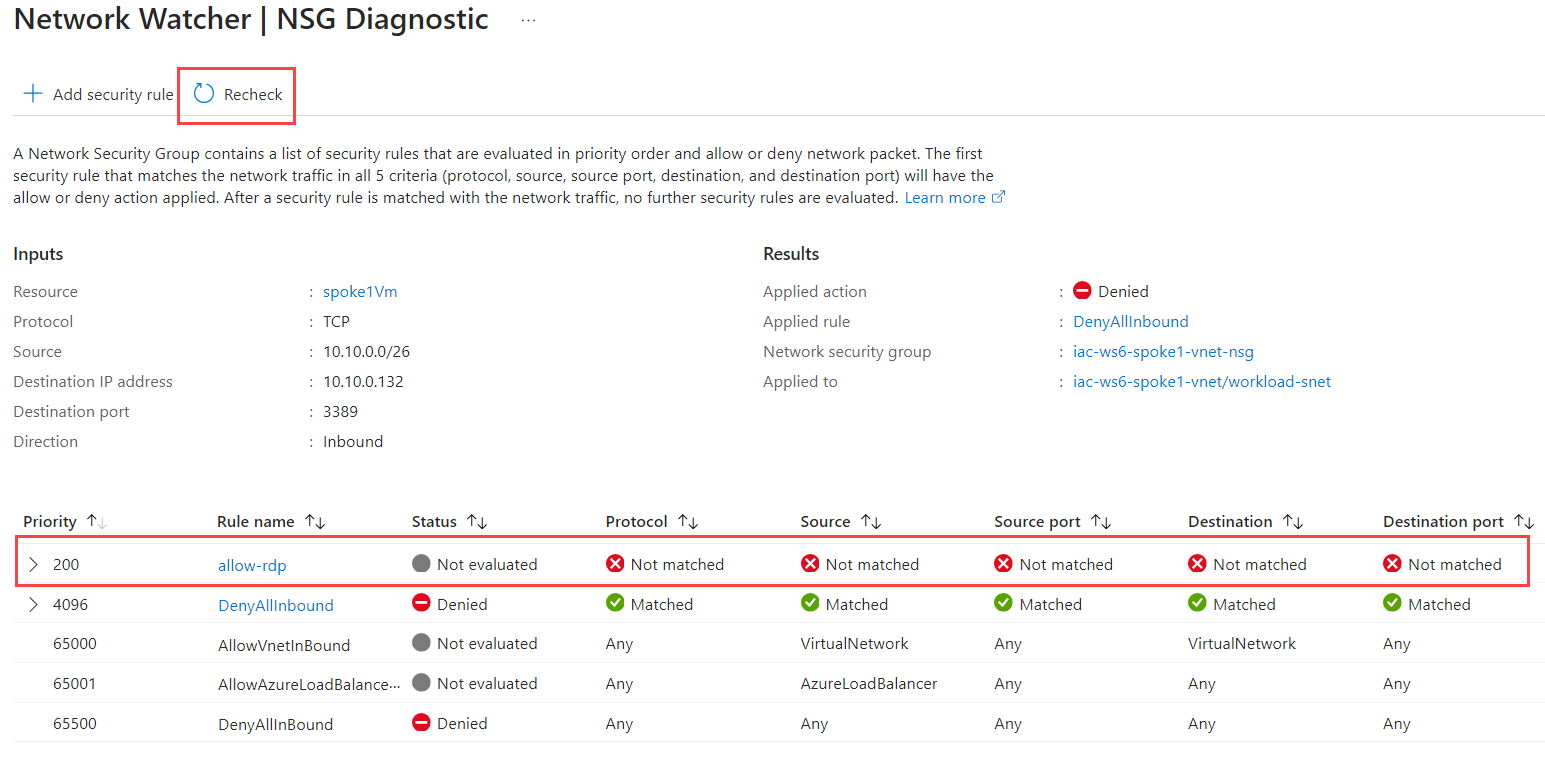 Network Watcher | NSG Diagnostic ...
Add security rule Recheck
A Network Security Group contains a list of security rules that are evaluated in priority order and allow or deny network packet. The first
security rule that matches the network traffic in all 5 criteria (protocol, source, source port, destination, and destination port) will have the
allow or deny action applied. After a security rule is matched with the network traffic, no further security rules are evaluated. Learn more
Inputs Results
Resource : spoke1Vm Applied action : Denied
Protocol : TCP Applied rule : DenyAllInbound
Source : 10.10.0.0/26 Network security group : iac-ws6-spoke1-vnet-nsg
Destination IP address : 10.10.0.132 Applied to : iac-ws6-spoke1-vnet/workload-snet
Destination port : 3389
Direction : Inbound
Priority Rule name Status Protocol Source Source port Destination Destination port
200 allow-rdp Not evaluated Not matched Not matched Not matched Not matched Not matched
4096 DenyAllInbound Denied Matched Matched Matched Matched Matched
65000 AllowVnetInBound Not evaluated Any VirtualNetwork Any VirtualNetwork Any
65001 AllowAzureLoadBalance... Not evaluated Any AzureLoadBalancer Any Any Any
65500 DenyAllInBound Denied Any Any Any Any Any